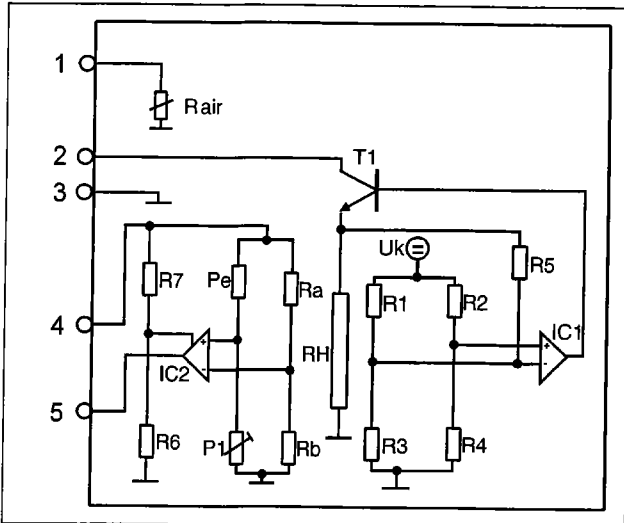 1
Rair
2
T1
3
Uk
R7
Pe
Ra
R1
R2
R5
4
+
-
IC2
RH
+
-
IC1
5
R6
P1
Rb
R3
R4